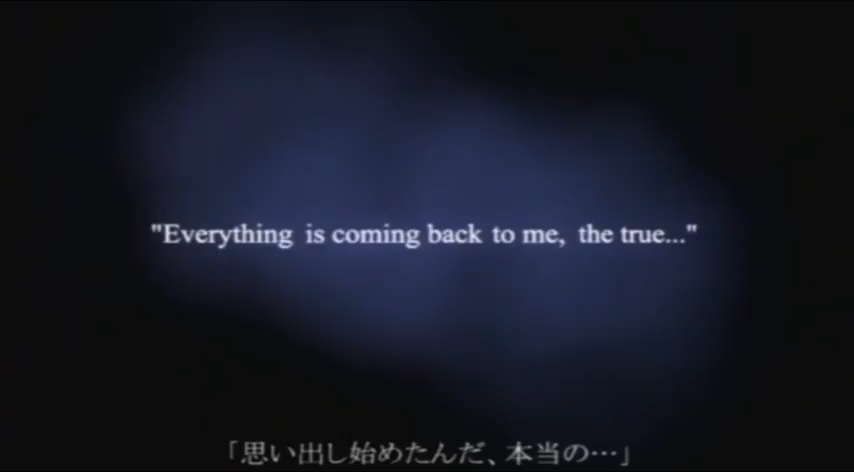 "Everything is coming back to me, the true..."
「思い出し始めたんだ、本当の…」